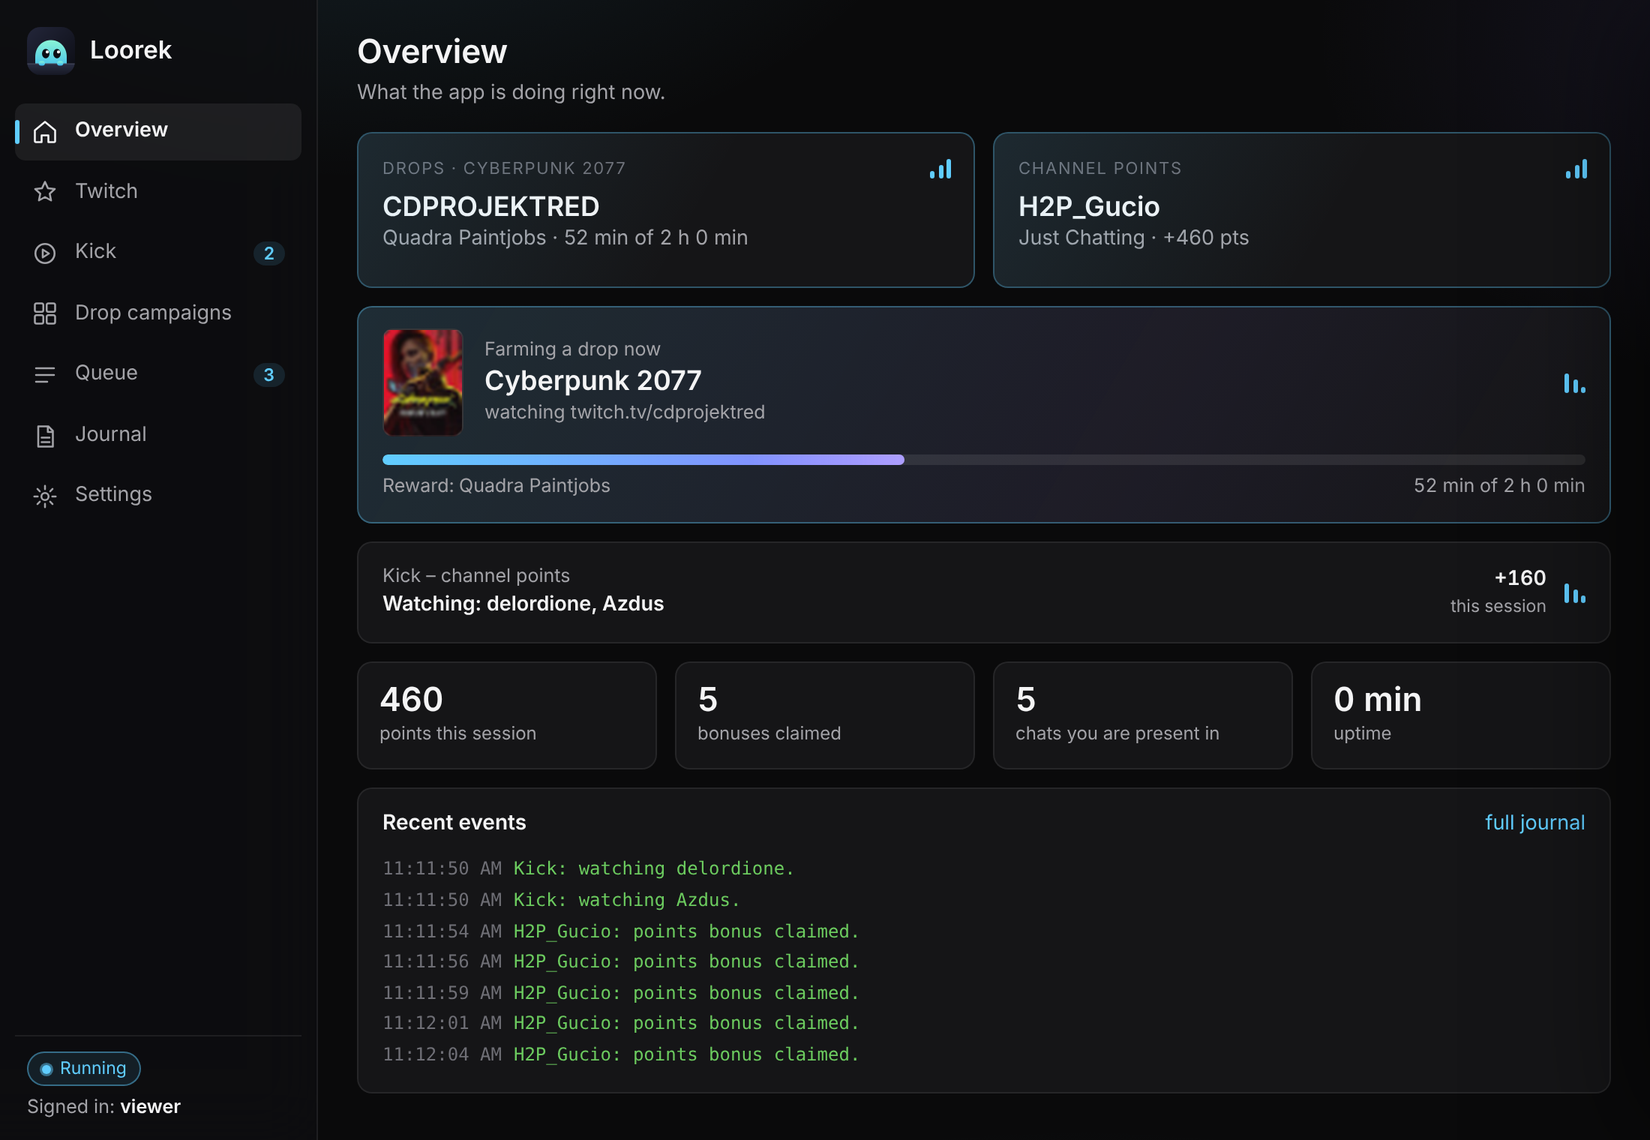 Loorek
Overview
Twitch
Kick
2
Drop campaigns
Queue
3
Journal
Settings
Running
Signed in: viewer
Overview
What the app is doing right now.
DROPS · CYBERPUNK 2077
CDPROJEKTRED
Quadra Paintjobs · 52 min of 2 h 0 min
CHANNEL POINTS
H2P_Gucio
Just Chatting · +460 pts
Farming a drop now
Cyberpunk 2077
watching twitch.tv/cdprojektred
Reward: Quadra Paintjobs
52 min of 2 h 0 min
Kick – channel points
Watching: delordione, Azdus
+160
this session
460
points this session
5
bonuses claimed
5
chats you are present in
0 min
uptime
Recent events
full journal
11:11:50 AM Kick: watching delordione.
11:11:50 AM Kick: watching Azdus.
11:11:54 AM H2P_Gucio: points bonus claimed.
11:11:56 AM H2P_Gucio: points bonus claimed.
11:11:59 AM H2P_Gucio: points bonus claimed.
11:12:01 AM H2P_Gucio: points bonus claimed.
11:12:04 AM H2P_Gucio: points bonus claimed.